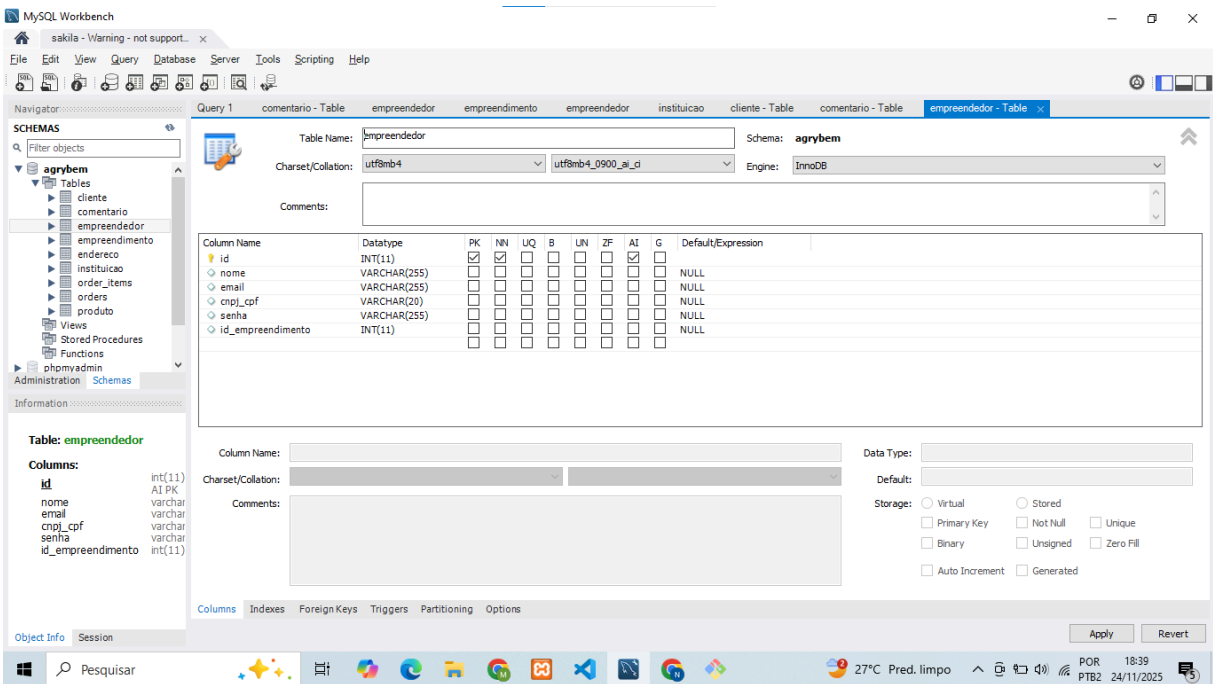 MySQL Workbench
sakila - Warning - not support...
File Edit View Query Database Server Tools Scripting Help
Navigator
SCHEMAS
Filter objects
agrybem
Tables
cliente
comentario
empreendedor
empreendimento
endereco
instituicao
order_items
orders
produto
Views
Stored Procedures
Functions
phpmyadmin
Administration Schemas
Information
Table: empreendedor
Columns:
id int(11)
AI PK
nome varchar
email varchar
cnpj_cpf varchar
senha varchar
id_empreendimento int(11)
Object Info Session
Query 1 comentario - Table empreendedor empreendimento empreendedor instituicao cliente - Table comentario - Table empreendedor - Table
Table Name: empreendedor Schema: agrybem
Charset/Collation: utf8mb4 utf8mb4_0900_ai_ci Engine: InnoDB
Comments:
Column Name Datatype PK NN UQ B UN ZF AI G Default/Expression
id INT(11)
nome VARCHAR(255) NULL
email VARCHAR(255) NULL
cnpj_cpf VARCHAR(20) NULL
senha VARCHAR(255) NULL
id_empreendimento INT(11) NULL
Column Name: Data Type:
Charset/Collation: Default:
Comments: Storage: Virtual Stored
Primary Key Not Null Unique
Binary Unsigned Zero Fill
Auto Increment Generated
Columns Indexes Foreign Keys Triggers Partitioning Options
Apply Revert
Pesquisar 27°C Pred. limpo POR 18:39
PTB2 24/11/2025